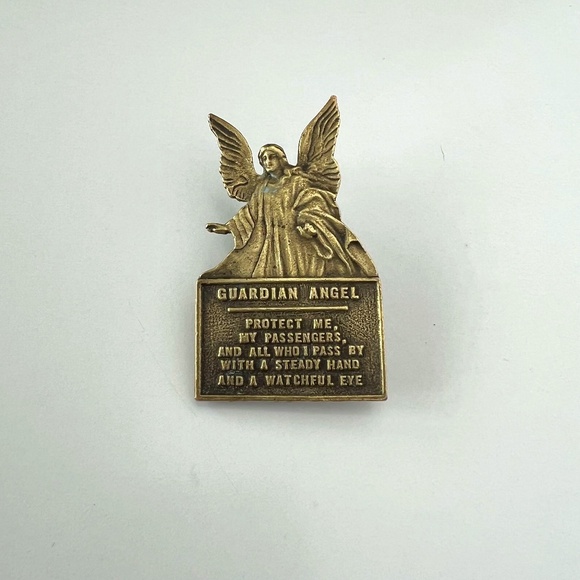 GUARDIAN ANGEL
PROTECT ME,
MY PASSENGERS,
AND ALL WHO I PASS BY
WITH A STEADY HAND
AND A WATCHFUL EYE